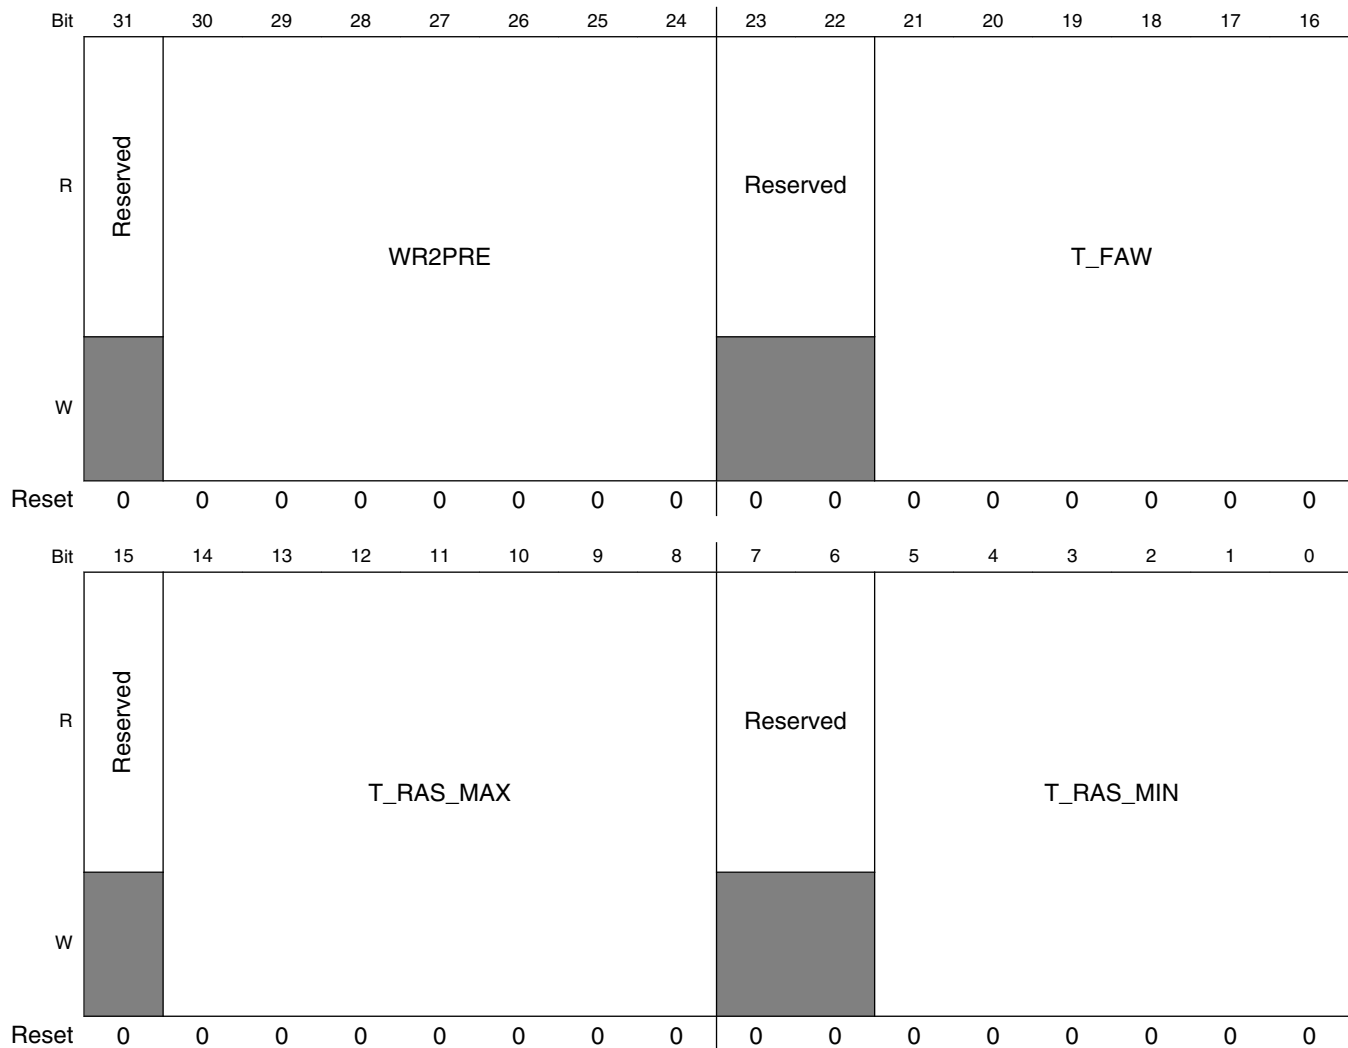 Bit 31 30 29 28 27 26 25 24 23 22 21 20 19 18 17 16
R Reserved Reserved
WR2PRE T_FAW
W
Reset 0 0 0 0 0 0 0 0 0 0 0 0 0 0 0 0
Bit 15 14 13 12 11 10 9 8 7 6 5 4 3 2 1 0
R Reserved Reserved
T_RAS_MAX T_RAS_MIN
W
Reset 0 0 0 0 0 0 0 0 0 0 0 0 0 0 0 0